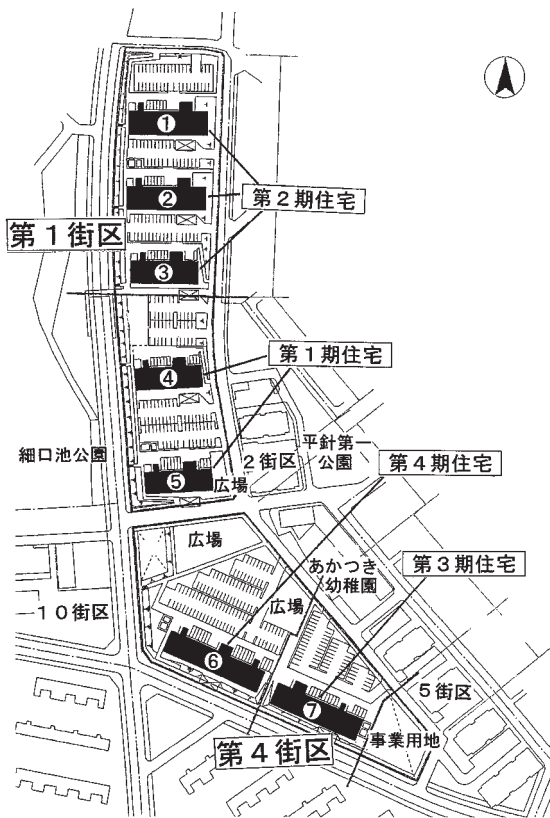 ①
②
第2期住宅
第1街区
③
第1期住宅
④
平針第一
公園
細口池公園
2街区
第4期住宅
⑤
広場
広場
あかつき
幼稚園
第3期住宅
広場
10街区
⑥
5街区
⑦
事業用地
第4街区